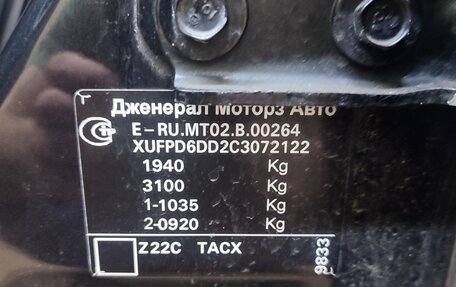 Дженерал Моторз Авто
E-RU.MT02.B.00264
XUFPD6DD2C3072122
1940 Kg
3100 Kg
1-1035 Kg
2-0920 Kg
Z22C TACX
9833